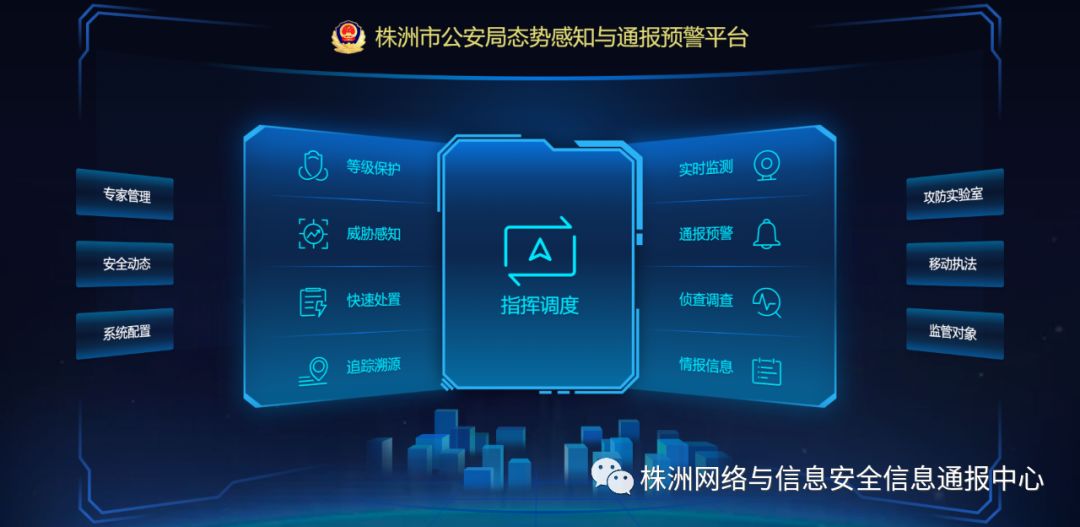 株洲市公安局态势感知与通报预警平台
专家管理
安全动态
系统配置
等级保护
威胁感知
快速处置
追踪溯源
指挥调度
实时监测
通报预警
侦查调查
情报信息
攻防实验室
移动执法
监管对象
株洲网络与信息安全信息通报中心